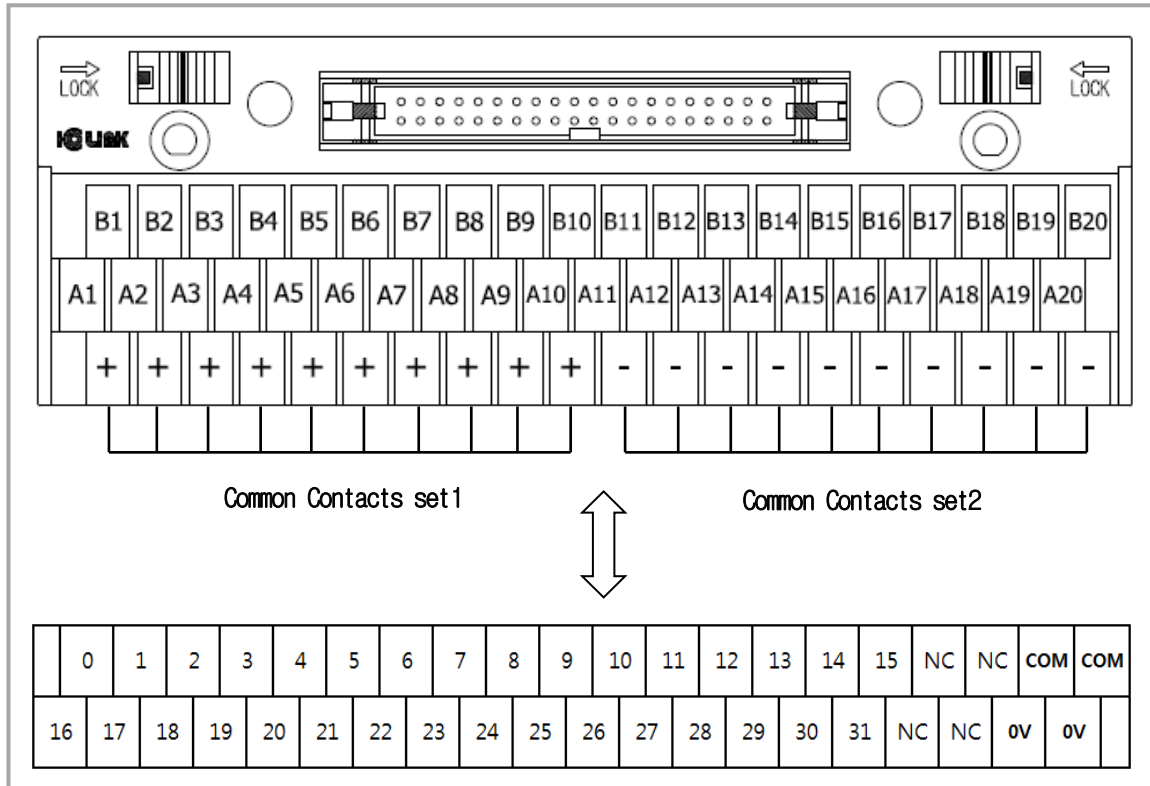 LOCK LOCK
IO LINK
B1 B2 B3 B4 B5 B6 B7 B8 B9 B10 B11 B12 B13 B14 B15 B16 B17 B18 B19 B20
A1 A2 A3 A4 A5 A6 A7 A8 A9 A10 A11 A12 A13 A14 A15 A16 A17 A18 A19 A20
+ + + + + + + + + + - - - - - - - - - -
Common Contacts set1 Common Contacts set2
0 1 2 3 4 5 6 7 8 9 10 11 12 13 14 15 NC NC COM COM
16 17 18 19 20 21 22 23 24 25 26 27 28 29 30 31 NC NC 0V 0V